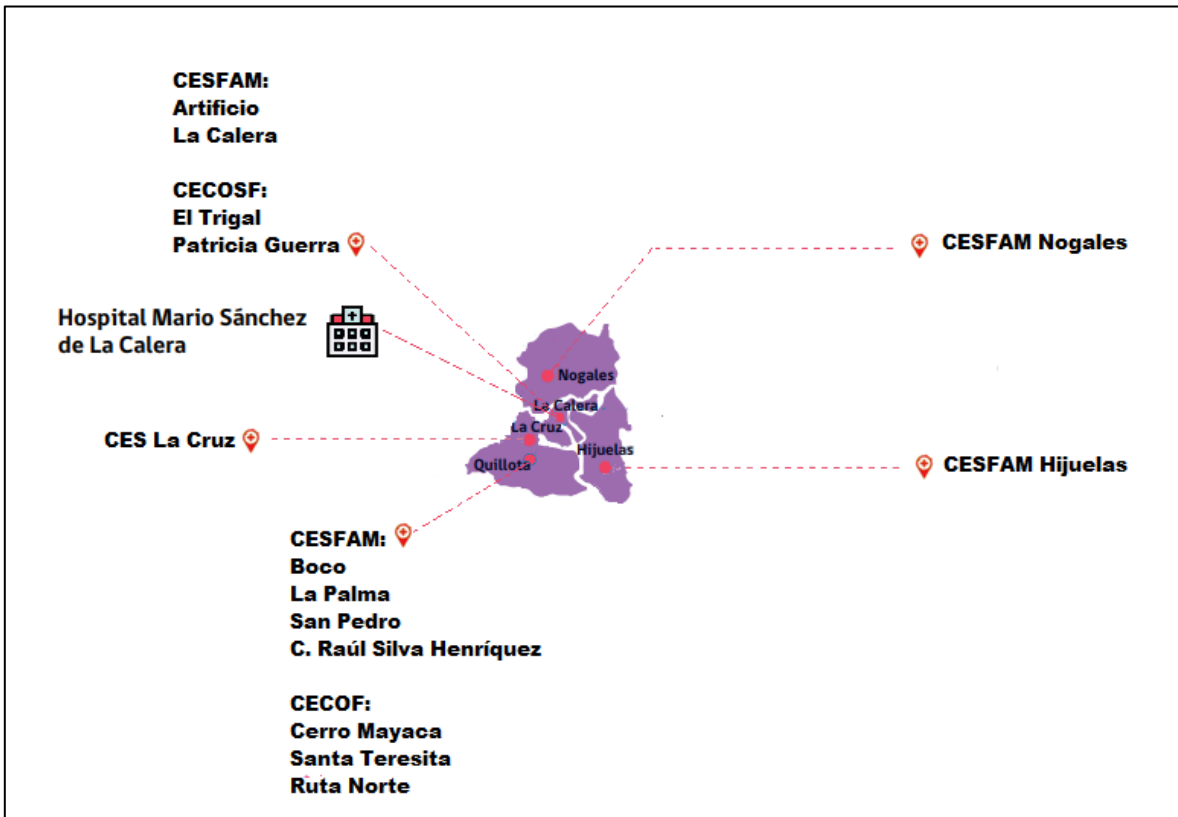 CESFAM:
Artificio
La Calera
CECOSF:
El Trigal
Patricia Guerra
CESFAM Nogales
Hospital Mario Sánchez
de La Calera
Nogales
La Calera
La Cruz
Hijuelas
Quillota
CES La Cruz
CESFAM Hijuelas
CESFAM:
Boco
La Palma
San Pedro
C. Raúl Silva Henríquez
CECOF:
Cerro Mayaca
Santa Teresita
Ruta Norte